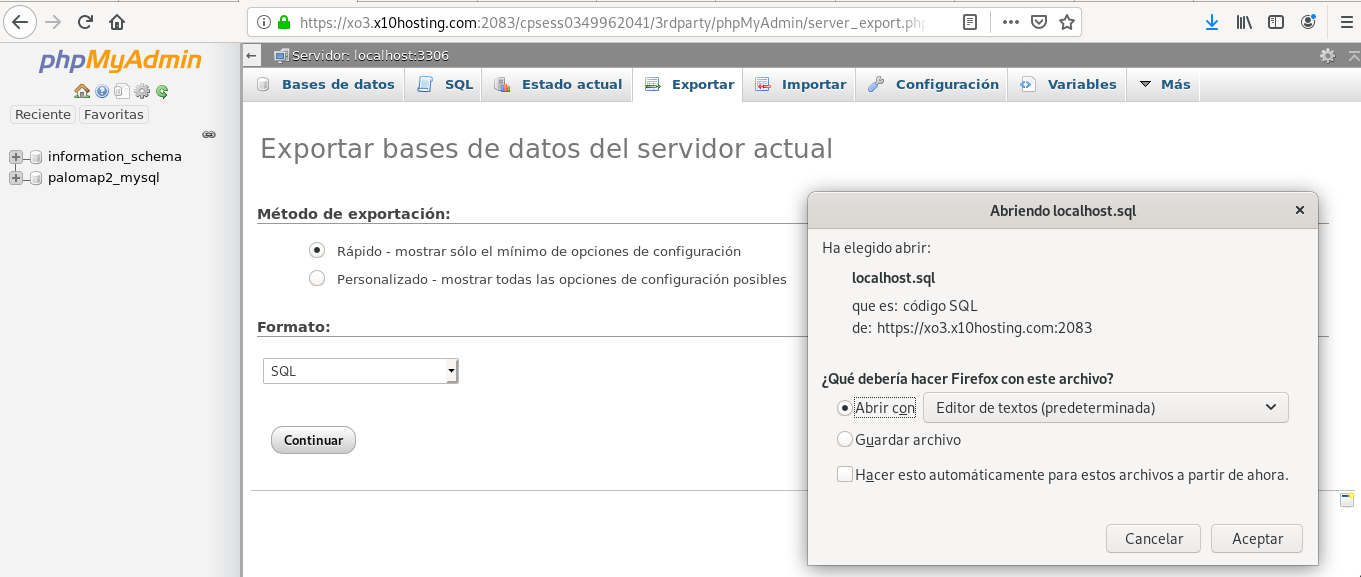 https://xo3.x10hosting.com:2083/cpsess0349962041/3rdparty/phpMyAdmin/server_export.php
phpMyAdmin
Reciente Favoritas
information_schema
palomap2_mysql
Servidor: localhost:3306
Bases de datos SQL Estado actual Exportar Importar Configuración Variables Más
Exportar bases de datos del servidor actual
Método de exportación:
Rápido - mostrar sólo el mínimo de opciones de configuración
Personalizado - mostrar todas las opciones de configuración posibles
Formato:
SQL
Continuar
Abriendo localhost.sql
Ha elegido abrir:
localhost.sql
que es: código SQL
de: https://xo3.x10hosting.com:2083
¿Qué debería hacer Firefox con este archivo?
Abrir con Editor de textos (predeterminada)
Guardar archivo
Hacer esto automáticamente para estos archivos a partir de ahora.
Cancelar Aceptar